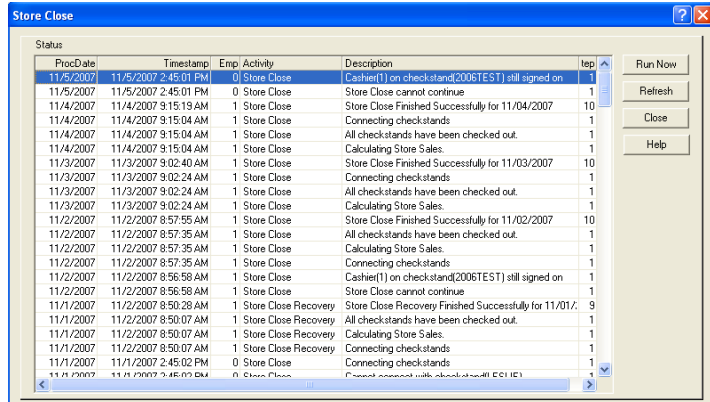 Store Close
Status
ProcDate Timestamp Emp Activity Description tep
11/5/2007 11/5/2007 2:45:01 PM 0 Store Close Cashier(1) on checkstand(2006TEST) still signed on 1
11/5/2007 11/5/2007 2:45:01 PM 0 Store Close Store Close cannot continue 1
11/4/2007 11/4/2007 9:15:19 AM 1 Store Close Store Close Finished Successfully for 11/04/2007 10
11/4/2007 11/4/2007 9:15:04 AM 1 Store Close Connecting checkstands 1
11/4/2007 11/4/2007 9:15:04 AM 1 Store Close All checkstands have been checked out. 1
11/4/2007 11/4/2007 9:15:04 AM 1 Store Close Calculating Store Sales. 1
11/3/2007 11/3/2007 9:02:40 AM 1 Store Close Store Close Finished Successfully for 11/03/2007 10
11/3/2007 11/3/2007 9:02:24 AM 1 Store Close Connecting checkstands 1
11/3/2007 11/3/2007 9:02:24 AM 1 Store Close All checkstands have been checked out. 1
11/3/2007 11/3/2007 9:02:24 AM 1 Store Close Calculating Store Sales. 1
11/2/2007 11/2/2007 8:57:55 AM 1 Store Close Store Close Finished Successfully for 11/02/2007 10
11/2/2007 11/2/2007 8:57:35 AM 1 Store Close All checkstands have been checked out. 1
11/2/2007 11/2/2007 8:57:35 AM 1 Store Close Calculating Store Sales. 1
11/2/2007 11/2/2007 8:57:35 AM 1 Store Close Connecting checkstands 1
11/2/2007 11/2/2007 8:56:58 AM 1 Store Close Cashier(1) on checkstand(2006TEST) still signed on 1
11/2/2007 11/2/2007 8:56:58 AM 1 Store Close Store Close cannot continue 1
11/1/2007 11/2/2007 8:50:28 AM 1 Store Close Recovery Store Close Recovery Finished Successfully for 11/01/2 9
11/1/2007 11/2/2007 8:50:07 AM 1 Store Close Recovery All checkstands have been checked out. 1
11/1/2007 11/2/2007 8:50:07 AM 1 Store Close Recovery Calculating Store Sales. 1
11/1/2007 11/2/2007 8:50:07 AM 1 Store Close Recovery Connecting checkstands 1
11/1/2007 11/1/2007 2:45:02 PM 0 Store Close Connecting checkstands 1
11/1/2007 11/1/2007 2:45:02 PM 0 Store Close Cannot connect with checkstand(LESLIE) 1
Run Now
Refresh
Close
Help